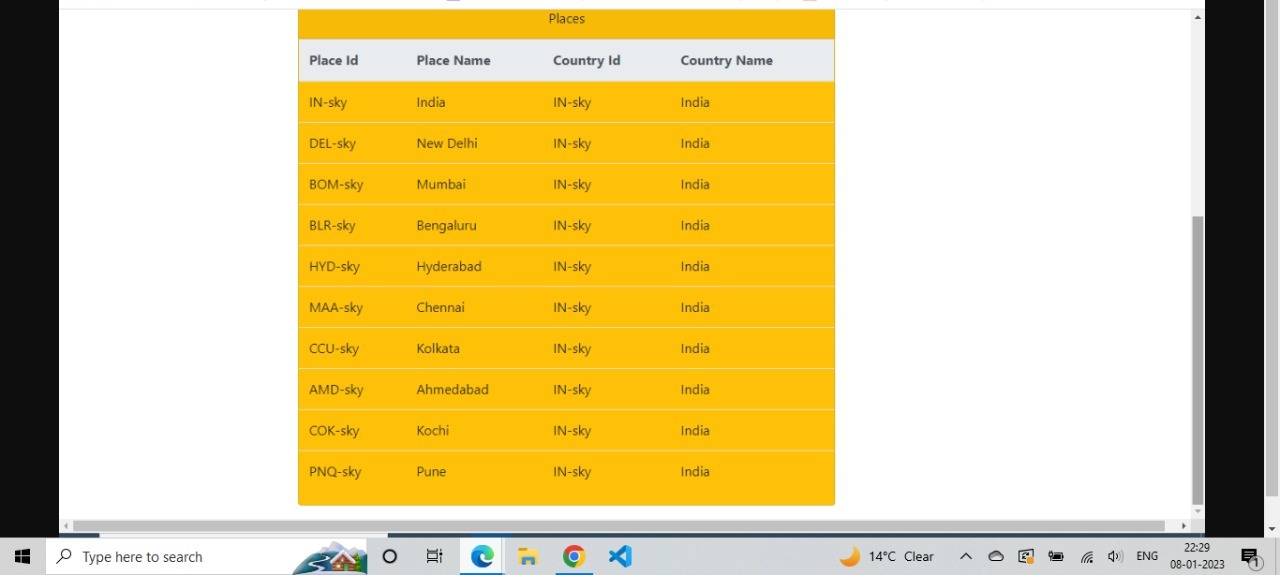 Places
Place Id Place Name Country Id Country Name
IN-sky India IN-sky India
DEL-sky New Delhi IN-sky India
BOM-sky Mumbai IN-sky India
BLR-sky Bengaluru IN-sky India
HYD-sky Hyderabad IN-sky India
MAA-sky Chennai IN-sky India
CCU-sky Kolkata IN-sky India
AMD-sky Ahmedabad IN-sky India
COK-sky Kochi IN-sky India
PNQ-sky Pune IN-sky India
Type here to search 14°C Clear ENG 22:29
08-01-2023 1